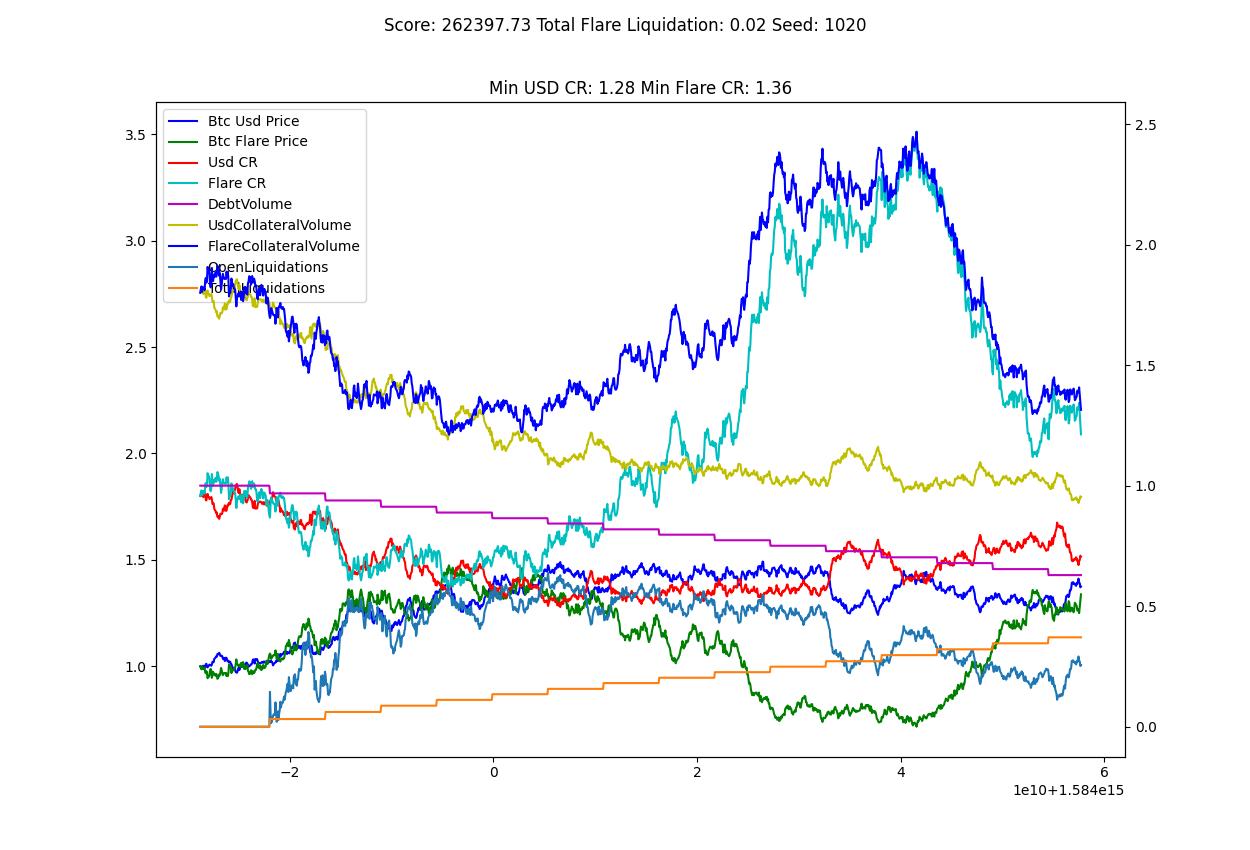 Score: 262397.73 Total Flare Liquidation: 0.02 Seed: 1020
Min USD CR: 1.28 Min Flare CR: 1.36
Btc Usd Price
Btc Flare Price
Usd CR
Flare CR
DebtVolume
UsdCollateralVolume
FlareCollateralVolume
OpenLiquidations
TotLiquidations
3.5
3.0
2.5
2.0
1.5
1.0
2.5
2.0
1.5
1.0
0.5
0.0
−2
0
2
4
6
1e10+1.584e15